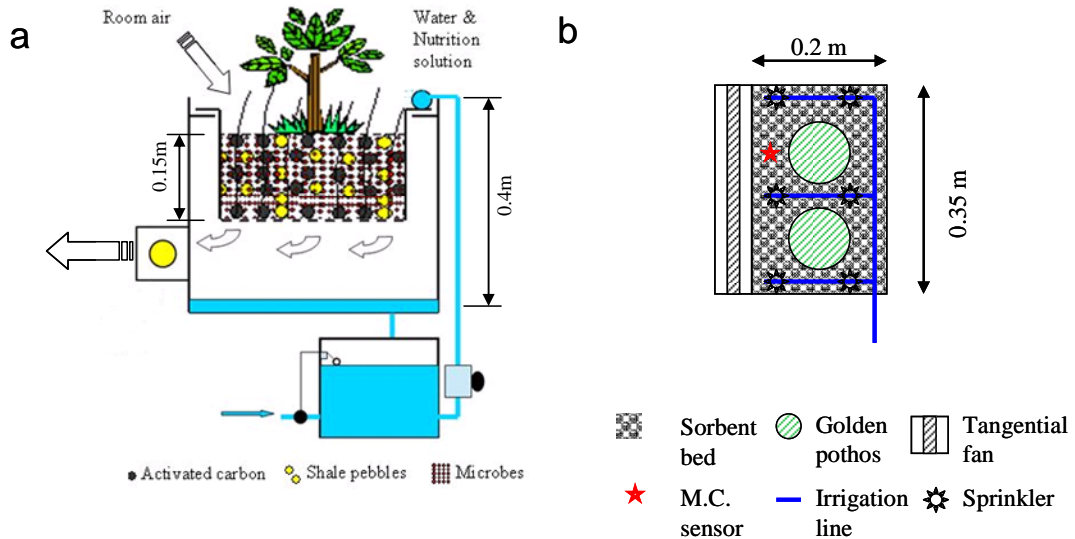 a
Room air
Water &
Nutrition
solution
0.15m
0.4m
Activated carbon
Shale pebbles
Microbes
b
0.2 m
0.35 m
Sorbent
bed
Golden
pothos
Tangential
fan
M.C.
sensor
Irrigation
line
Sprinkler